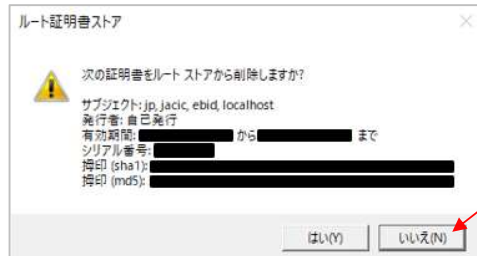 ルート証明書ストア
次の証明書をルート ストアから削除しますか?
サブジェクト: jp, jacic, ebid, localhost
発行者: 自己発行
有効期間: から まで
シリアル番号:
拇印 (sha1):
拇印 (md5):
はい(Y) いいえ(N)